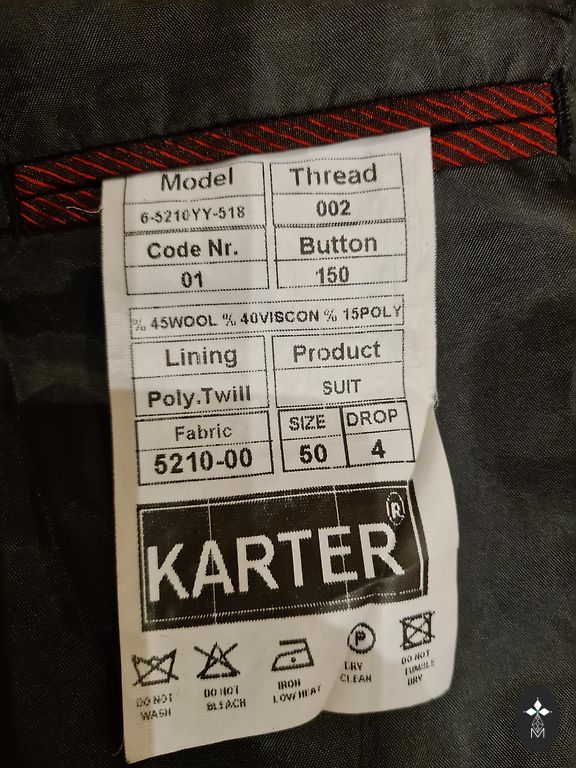 Model Thread
6-5210YY-518 002
Code Nr. Button
01 150
% 45WOOL % 40VISCON % 15POLY
Lining Product
Poly.Twill SUIT
Fabric SIZE DROP
5210-00 50 4
KARTER ®
P
DO NOT WASH
DO NOT BLEACH
IRON LOW HEAT
DRY CLEAN
DO NOT TUMBLE DRY
M